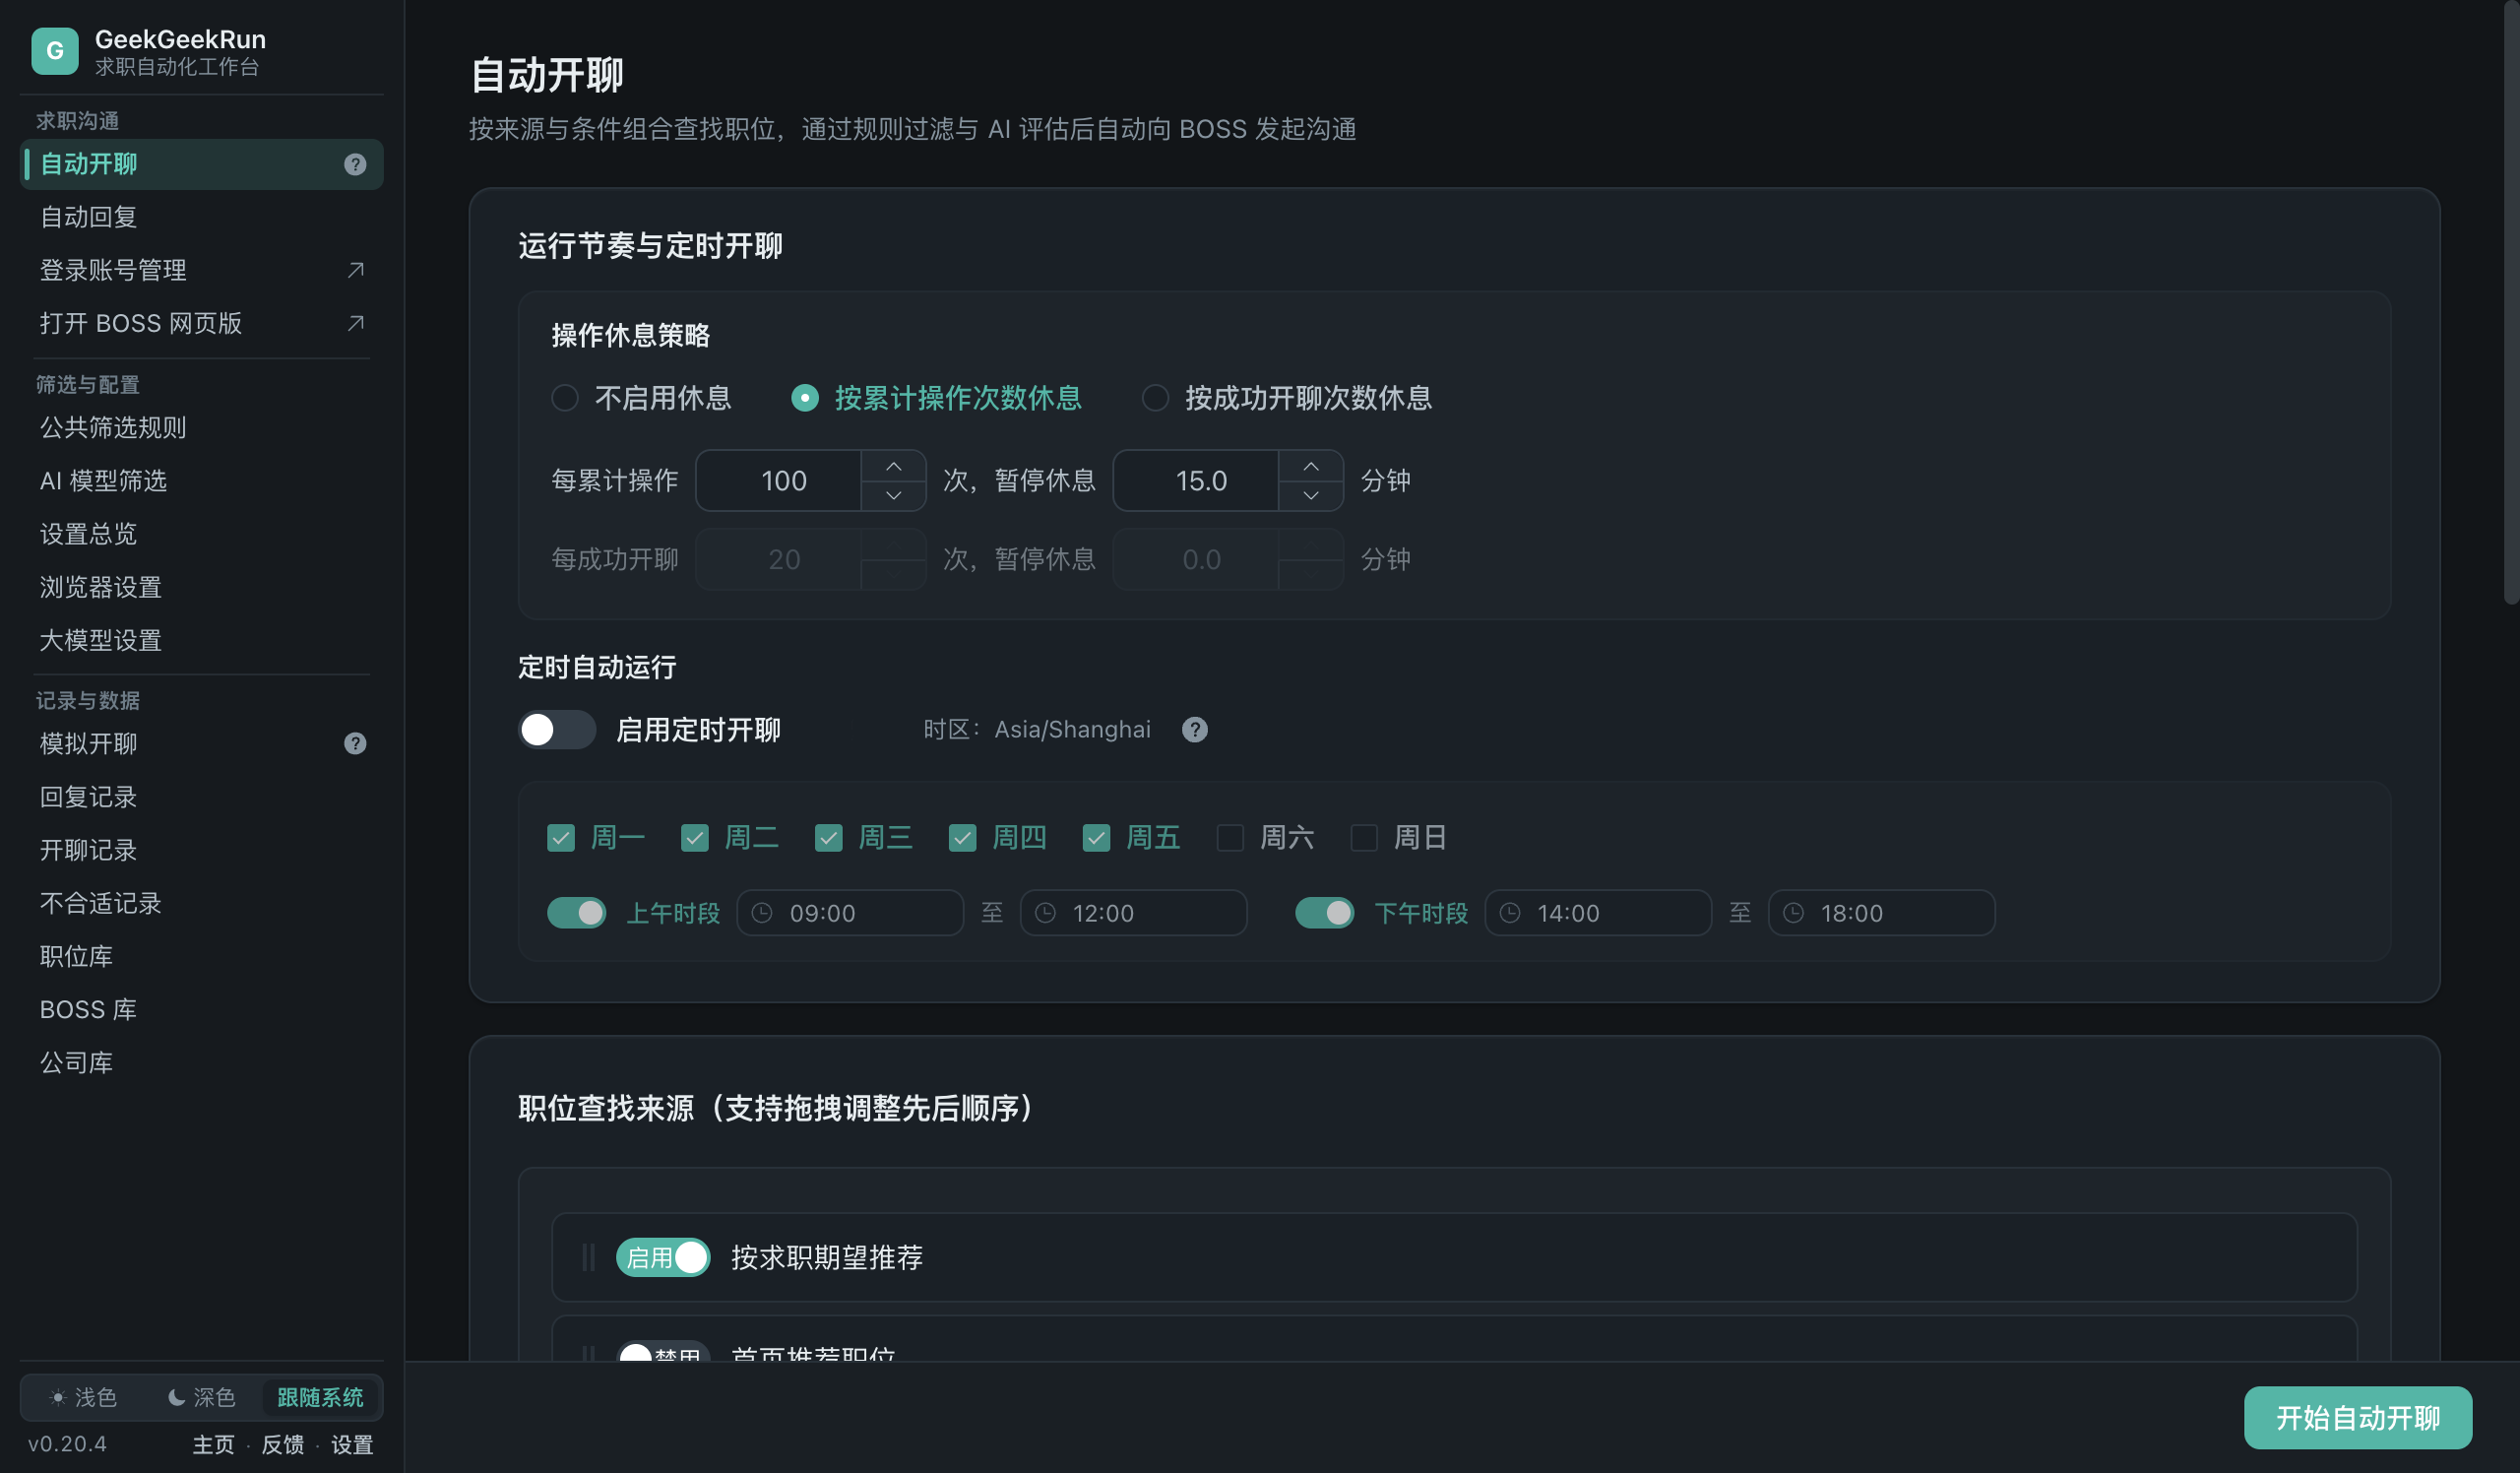 G
GeekGeekRun
求职自动化工作台
求职沟通
自动开聊
自动回复
登录账号管理
打开 BOSS 网页版
筛选与配置
公共筛选规则
AI 模型筛选
设置总览
浏览器设置
大模型设置
记录与数据
模拟开聊
回复记录
开聊记录
不合适记录
职位库
BOSS 库
公司库
浅色 深色 跟随系统
v0.20.4 主页 · 反馈 · 设置
自动开聊
按来源与条件组合查找职位，通过规则过滤与 AI 评估后自动向 BOSS 发起沟通
运行节奏与定时开聊
操作休息策略
不启用休息 按累计操作次数休息 按成功开聊次数休息
每累计操作 100 次，暂停休息 15.0 分钟
每成功开聊 20 次，暂停休息 0.0 分钟
定时自动运行
启用定时开聊 时区：Asia/Shanghai ?
周一 周二 周三 周四 周五 周六 周日
上午时段 09:00 至 12:00 下午时段 14:00 至 18:00
职位查找来源（支持拖拽调整先后顺序）
启用 按求职期望推荐
禁用 首页推荐职位
开始自动开聊